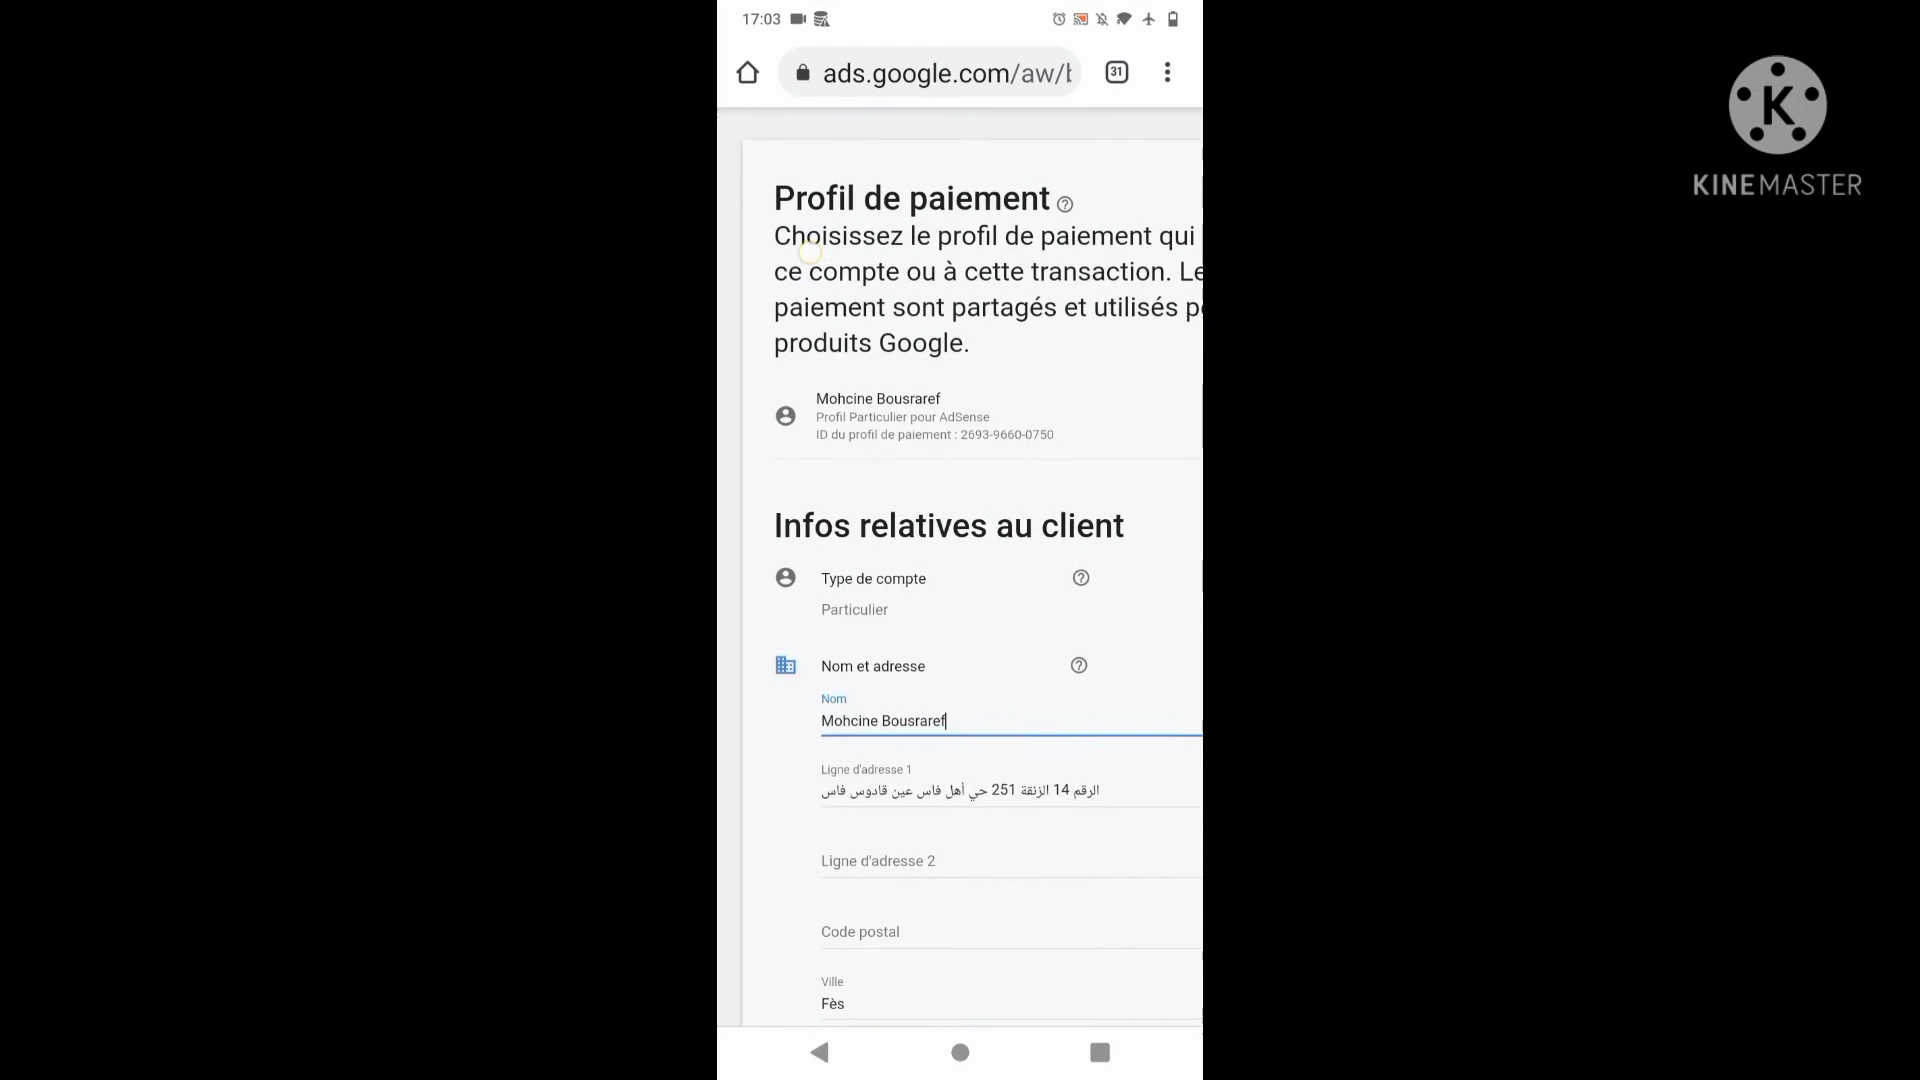 17:03
ads.google.com/aw/b
31
KINEMASTER
Profil de paiement
Choisissez le profil de paiement qui
ce compte ou à cette transaction. Le
paiement sont partagés et utilisés p
produits Google.
Mohcine Bousraref
Profil Particulier pour AdSense
ID du profil de paiement : 2693-9660-0750
Infos relatives au client
Type de compte
Particulier
Nom et adresse
Nom
Mohcine Bousraref
Ligne d'adresse 1
الرقم 14 الزنقة 251 حي أهل فاس عين قادوس فاس
Ligne d'adresse 2
Code postal
Ville
Fès